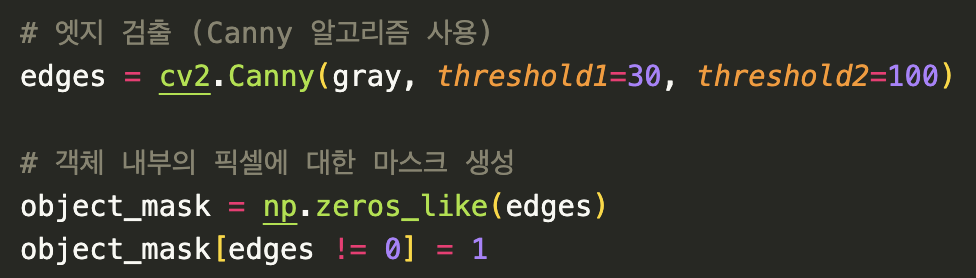 # 엣지 검출 (Canny 알고리즘 사용)
edges = cv2.Canny(gray, threshold1=30, threshold2=100)
# 객체 내부의 픽셀에 대한 마스크 생성
object_mask = np.zeros_like(edges)
object_mask[edges != 0] = 1